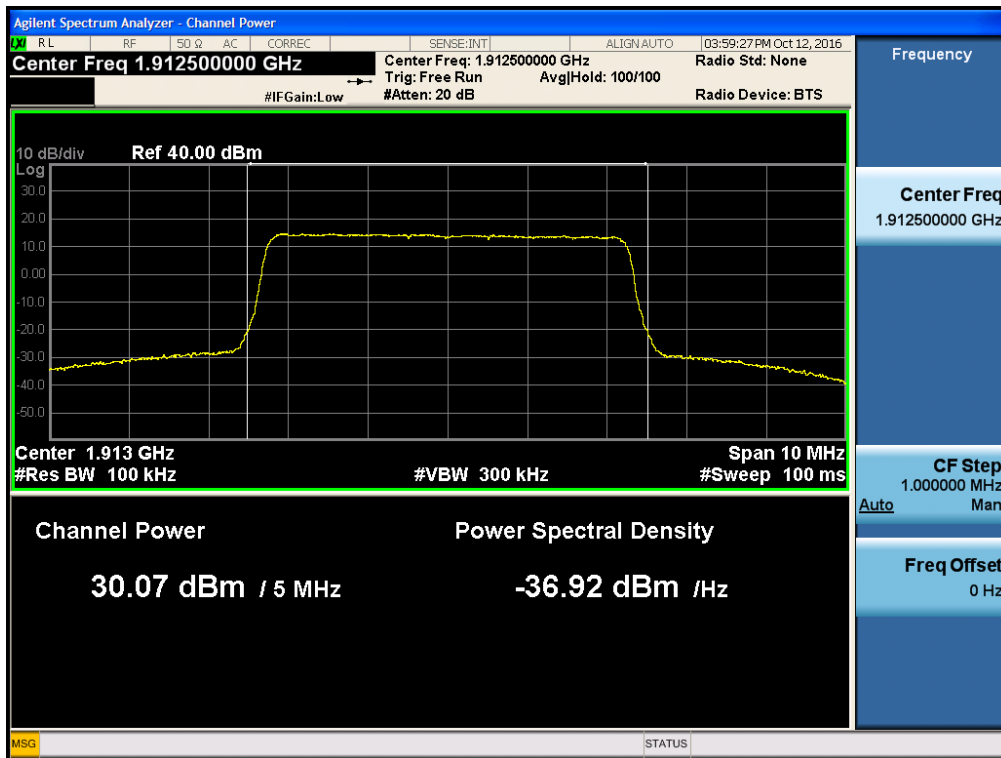 Agilent Spectrum Analyzer - Channel Power
LXI RL RF 50 Ω AC CORREC SENSE:INT ALIGN AUTO 03:59:27 PM Oct 12, 2016
Center Freq 1.912500000 GHz
Center Freq: 1.912500000 GHz Radio Std: None
Trig: Free Run Avg|Hold: 100/100
#IFGain:Low #Atten: 20 dB Radio Device: BTS
Frequency
10 dB/div Ref 40.00 dBm
Log
30.0
20.0
10.0
0.00
-10.0
-20.0
-30.0
-40.0
-50.0
Center 1.913 GHz Span 10 MHz
#Res BW 100 kHz #VBW 300 kHz #Sweep 100 ms
Center Freq
1.912500000 GHz
CF Step
1.000000 MHz
Auto Man
Freq Offset
0 Hz
Channel Power Power Spectral Density
30.07 dBm / 5 MHz -36.92 dBm /Hz
MSG STATUS